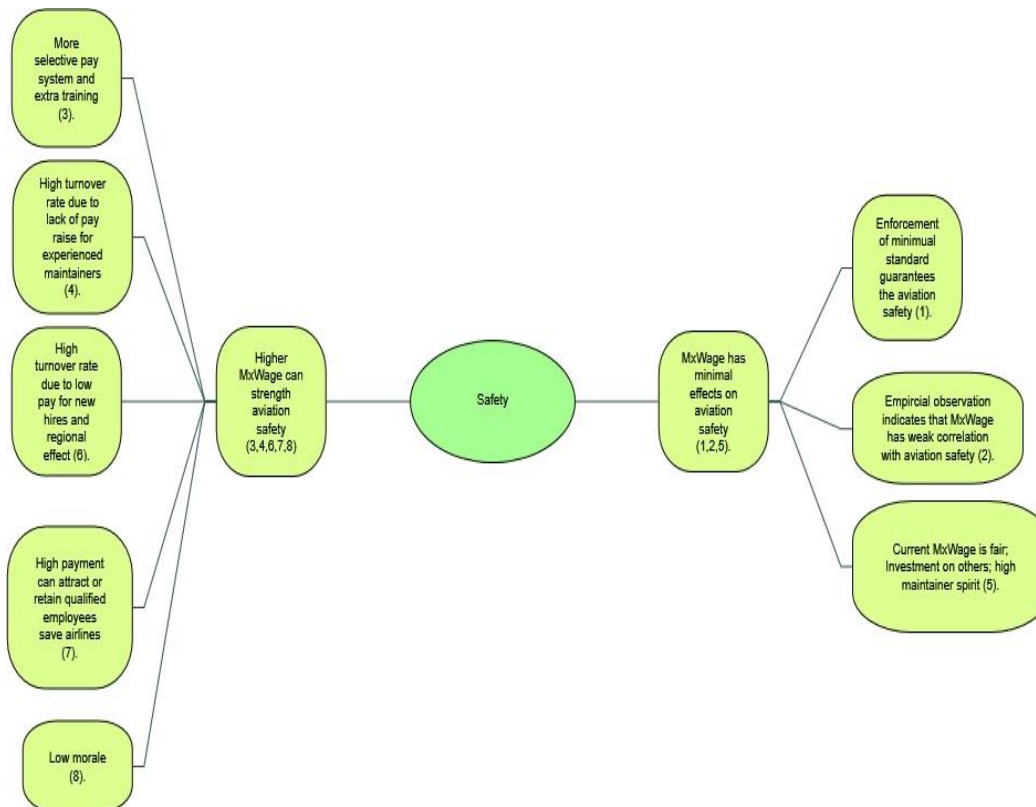 More
selective pay
system and
extra training
(3).
High turnover
rate due to
lack of pay
raise for
experienced
maintainers
(4).
High
turnover rate
due to low
pay for new
hires and
regional
effect (6).
High payment
can attract or
retain qualified
employees
save airlines
(7).
Low morale
(8).
Higher
MxWage can
strength
aviation
safety
(3,4,6,7,8)
Safety
MxWage has
minimal
effects on
aviation
safety
(1,2,5).
Enforcement
of minimual
standard
guarantees
the aviation
safety (1).
Empircial observation
indicates that MxWage
has weak correlation
with aviation safety (2).
Current MxWage is fair;
Investment on others; high
maintainer spirit (5).